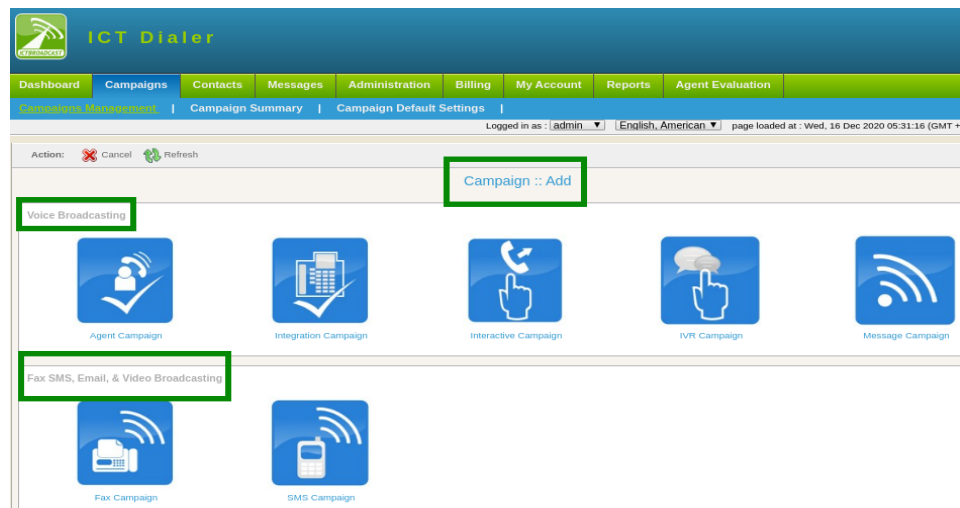 ICTBROADCAST
ICT Dialer
Dashboard Campaigns Contacts Messages Administration Billing My Account Reports Agent Evaluation
Campaigns Management | Campaign Summary | Campaign Default Settings |
Logged in as : admin ▼ English, American ▼ page loaded at : Wed, 16 Dec 2020 05:31:16 (GMT +
Action: Cancel Refresh
Campaign :: Add
Voice Broadcasting
Agent Campaign Integration Campaign Interactive Campaign IVR Campaign Message Campaign
Fax SMS, Email, & Video Broadcasting
Fax Campaign SMS Campaign